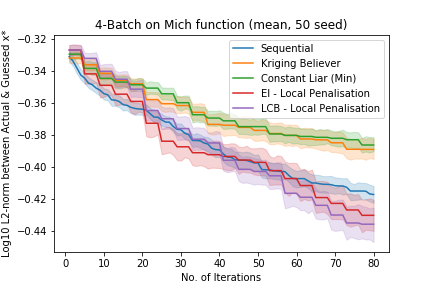 4-Batch on Mich function (mean, 50 seed)
Log10 L2-norm between Actual & Guessed x*
−0.32
−0.34
−0.36
−0.38
−0.40
−0.42
−0.44
Sequential
Kriging Believer
Constant Liar (Min)
EI - Local Penalisation
LCB - Local Penalisation
0 10 20 30 40 50 60 70 80
No. of Iterations